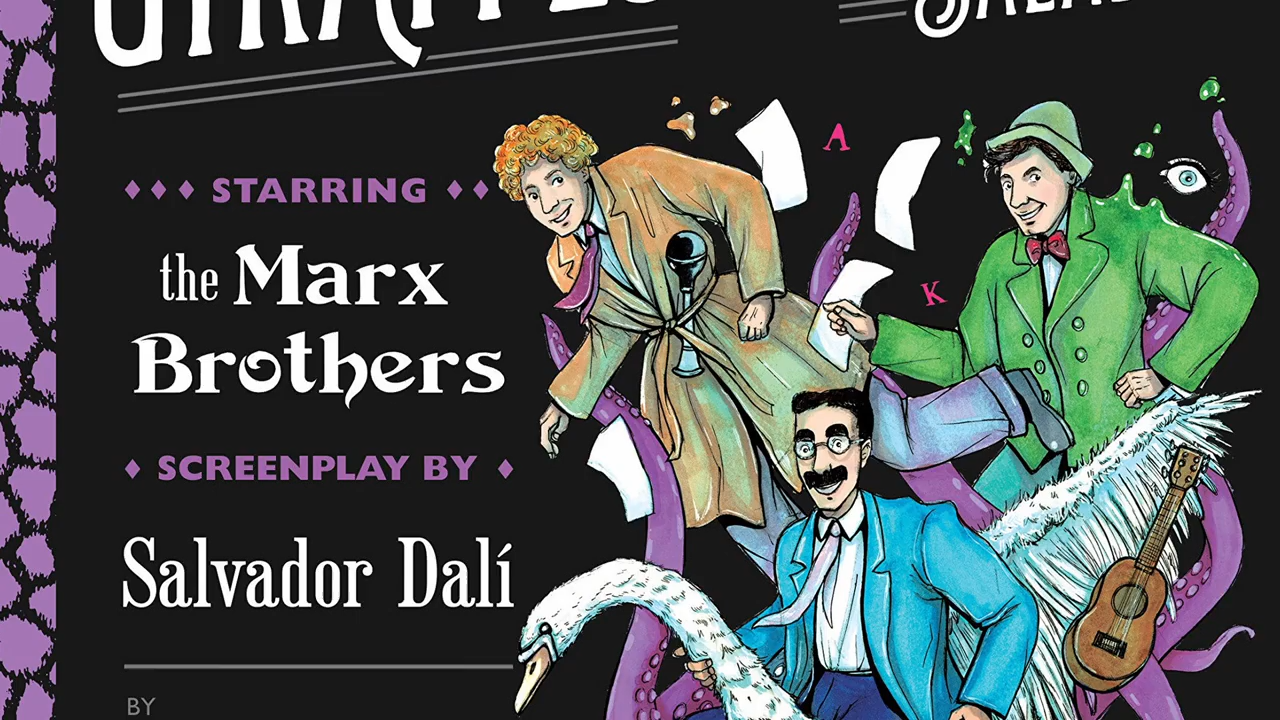 STARRING
the Marx
Brothers
SCREENPLAY BY
Salvador Dalí
BY
A
K